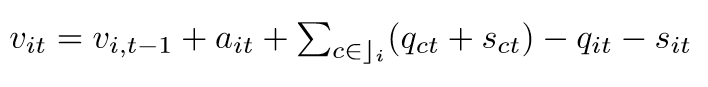 v_{it} = v_{i,t-1} + a_{it} + \sum_{c \in \rfloor_i} (q_{ct} + s_{ct}) - q_{it} - s_{it}